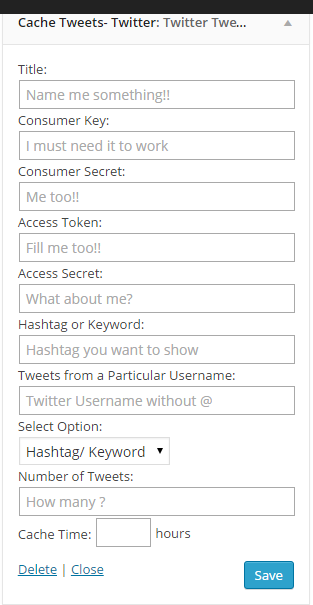 Cache Tweets- Twitter: Twitter Twe...
Title:
Name me something!!
Consumer Key:
I must need it to work
Consumer Secret:
Me too!!
Access Token:
Fill me too!!
Access Secret:
What about me?
Hashtag or Keyword:
Hashtag you want to show
Tweets from a Particular Username:
Twitter Username without @
Select Option:
Hashtag/ Keyword
Number of Tweets:
How many ?
Cache Time: hours
Delete | Close Save